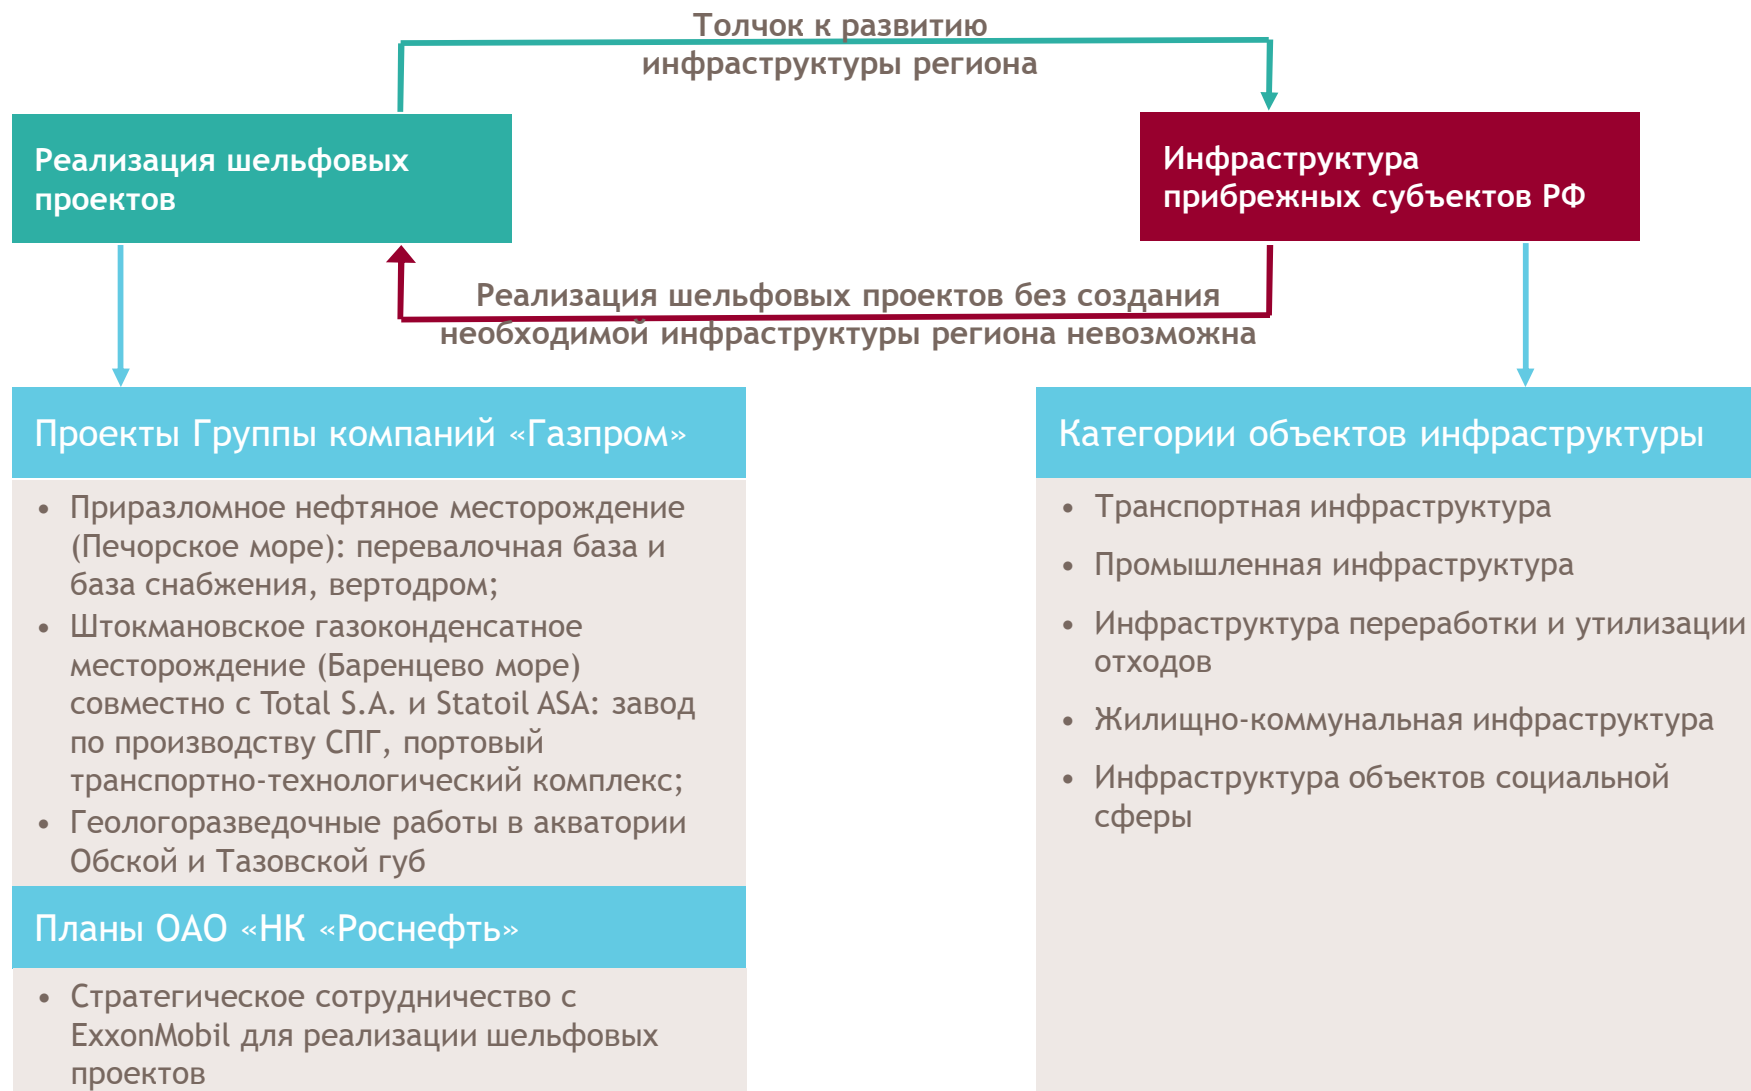 Толчок к развитию
инфраструктуры региона
Реализация шельфовых
проектов
Инфраструктура
прибрежных субъектов РФ
Реализация шельфовых проектов без создания
необходимой инфраструктуры региона невозможна
Проекты Группы компаний «Газпром»
• Приразломное нефтяное месторождение
(Печорское море): перевалочная база и
база снабжения, вертодром;
• Штокмановское газоконденсатное
месторождение (Баренцево море)
совместно с Total S.A. и Statoil ASA: завод
по производству СПГ, портовый
транспортно-технологический комплекс;
• Геологоразведочные работы в акватории
Обской и Тазовской губ
Планы ОАО «НК «Роснефть»
• Стратегическое сотрудничество с
ExxonMobil для реализации шельфовых
проектов
Категории объектов инфраструктуры
• Транспортная инфраструктура
• Промышленная инфраструктура
• Инфраструктура переработки и утилизации
отходов
• Жилищно-коммунальная инфраструктура
• Инфраструктура объектов социальной
сферы